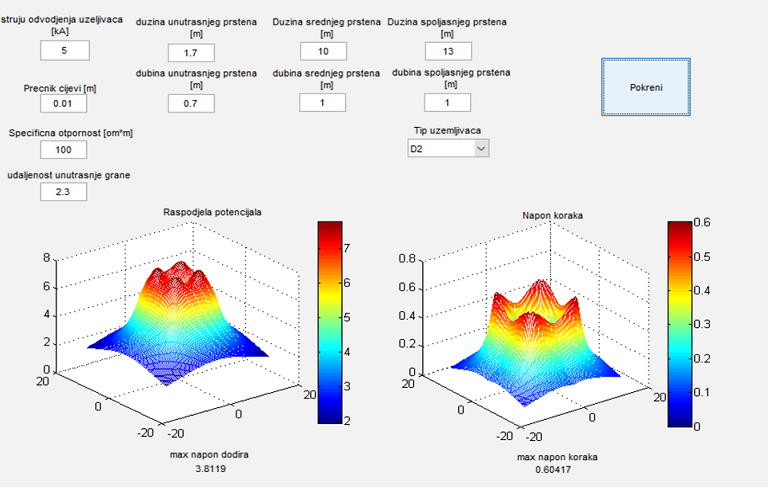 struju odvodjenja uzeljivaca
[kA]
5
duzina unutrasnjeg prstena
[m]
1.7
Duzina srednjeg prstena
[m]
10
Duzina spoljasnjeg prstena
[m]
13
Precnik cijevi [m]
0.01
dubina unutrasnjeg prstena
[m]
0.7
dubina srednjeg prstena
[m]
1
dubina spoljasnjeg prstena
[m]
1
Pokreni
Specificna otpornost [om*m]
100
Tip uzemljivaca
D2
udaljenost unutrasnje grane
2.3
Raspodjela potencijala
8
6
4
2
0
20
0
-20
-20
0
20
7
6
5
4
3
2
max napon dodira
3.8119
Napon koraka
0.8
0.6
0.4
0.2
0
20
0
-20
-20
0
20
0.6
0.5
0.4
0.3
0.2
0.1
0
max napon koraka
0.60417